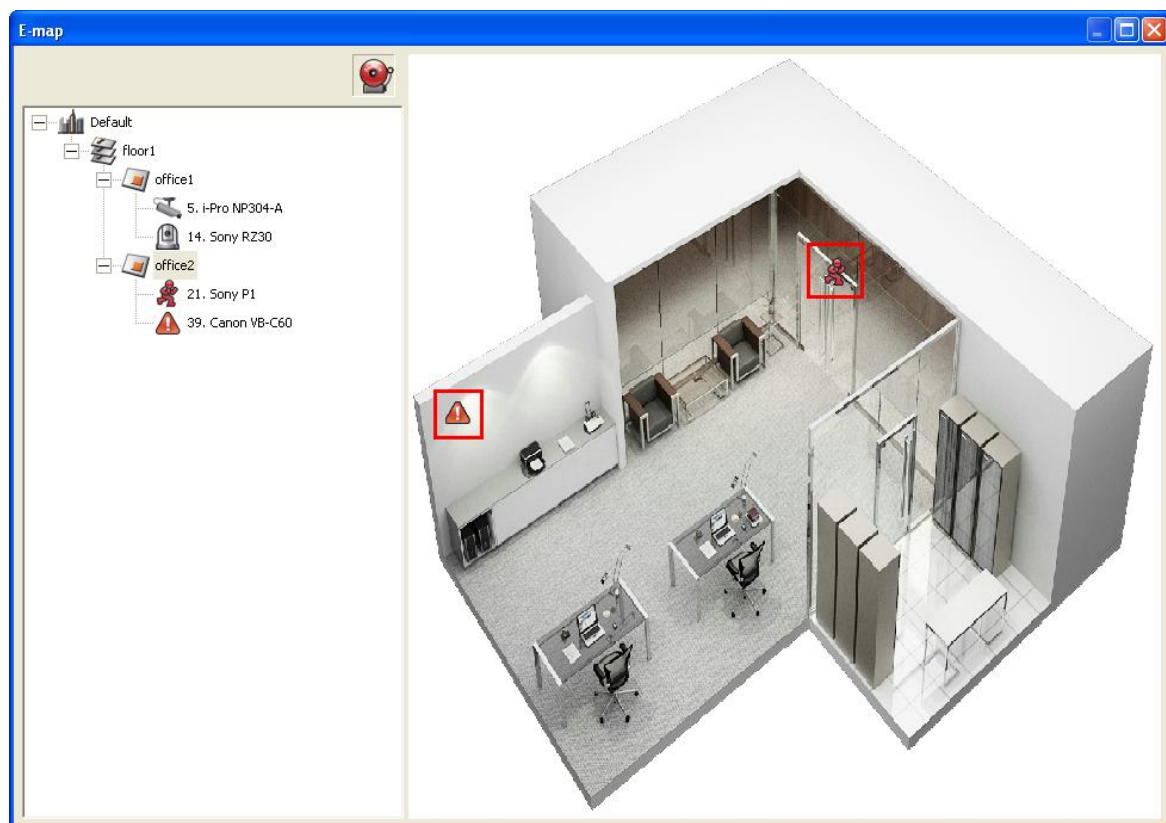 E-map
Default
floor1
office1
5. i-Pro NP304-A
14. Sony RZ30
office2
21. Sony P1
39. Canon VB-C60